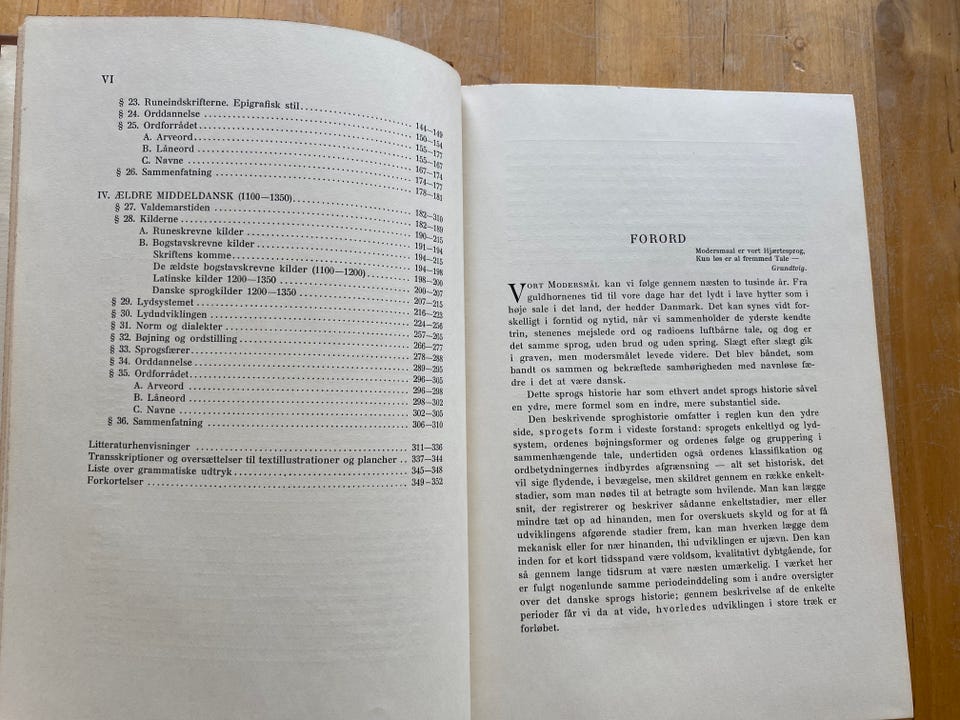 VI
§ 23. Runeindskrifterne. Epigrafisk stil 144—149
§ 24. Orddannelse 150—154
§ 25. Ordforrådet 155—177
A. Arveord 155—167
B. Låneord 167—174
C. Navne 174—177
§ 26. Sammenfatning 178—181
IV. ÆLDRE MIDDELDANSK (1100—1350) 182—310
§ 27. Valdemarstiden 182—189
§ 28. Kilderne 190—215
A. Runeskrevne kilder 191—194
B. Bogstavskrevne kilder 194—215
Skriftens komme 194—198
De ældste bogstavskrevne kilder (1100—1200) 198—200
Latinske kilder 1200—1350 200—207
Danske sprogkilder 1200—1350 207—215
§ 29. Lydsystemet 216—223
§ 30. Lydudviklingen 224—256
§ 31. Norm og dialekter 257—265
§ 32. Bøjning og ordstilling 266—277
§ 33. Sprogsfærer 278—288
§ 34. Orddannelse 289—295
§ 35. Ordforrådet 296—305
A. Arveord 296—298
B. Låneord 298—302
C. Navne 302—305
§ 36. Sammenfatning 306—310
Litteraturhenvisninger 311—336
Transskriptioner og oversættelser til textillustrationer og plancher 337—344
Liste over grammatiske udtryk 345—348
Forkortelser 349—352
FORORD
Modersmaal er vort Hjærtesprog,
Kun løs er al fremmed Tale —
Grundtvig.
VORT MODERSMÅL kan vi følge gennem næsten to tusinde år. Fra
guldhornenes tid til vore dage har det lydt i lave hytter som i
høje sale i det land, der hedder Danmark. Det kan synes vidt for-
skelligt i forntid og nytid, når vi sammenholder de yderste kendte
trin, stenenes mejslede ord og radioens luftbårne tale, og dog er
det samme sprog, uden brud og uden spring. Slægt efter slægt gik
i graven, men modersmålet levede videre. Det blev båndet, som
bandt os sammen og bekræftede samhørigheden med navnløse fæ-
dre i det at være dansk.
Dette sprogs historie har som ethvert andet sprogs historie såvel
en ydre, mere formel som en indre, mere substantiel side.
Den beskrivende sproghistorie omfatter i reglen kun den ydre
side, sprogets form i videste forstand: sprogets enkeltlyd og lyd-
system, ordenes bøjningsformer og ordenes følge og gruppering i
sammenhængende tale, undertiden også ordenes klassifikation og
ordbetydningernes indbyrdes afgrænsning — alt set historisk, det
vil sige flydende, i bevægelse, men skildret gennem en række enkelt-
stadier, som man nødes til at betragte som hvilende. Man kan lægge
snit, der registrerer og beskriver sådanne enkeltstadier, mer eller
mindre tæt op ad hinanden, men for overskuets skyld og for at få
udviklingens afgørende stadier frem, kan man hverken lægge dem
mekanisk eller for nær hinanden, thi udviklingen er ujævn. Den kan
inden for et kort tidsspand være voldsom, kvalitativt dybtgående, for
så gennem lange tidsrum at være næsten umærkelig. I værket her
er fulgt nogenlunde samme periodeinddeling som i andre oversigter
over det danske sprogs historie; gennem beskrivelse af de enkelte
perioder får vi da at vide, hvorledes udviklingen i store træk er
forløbet.